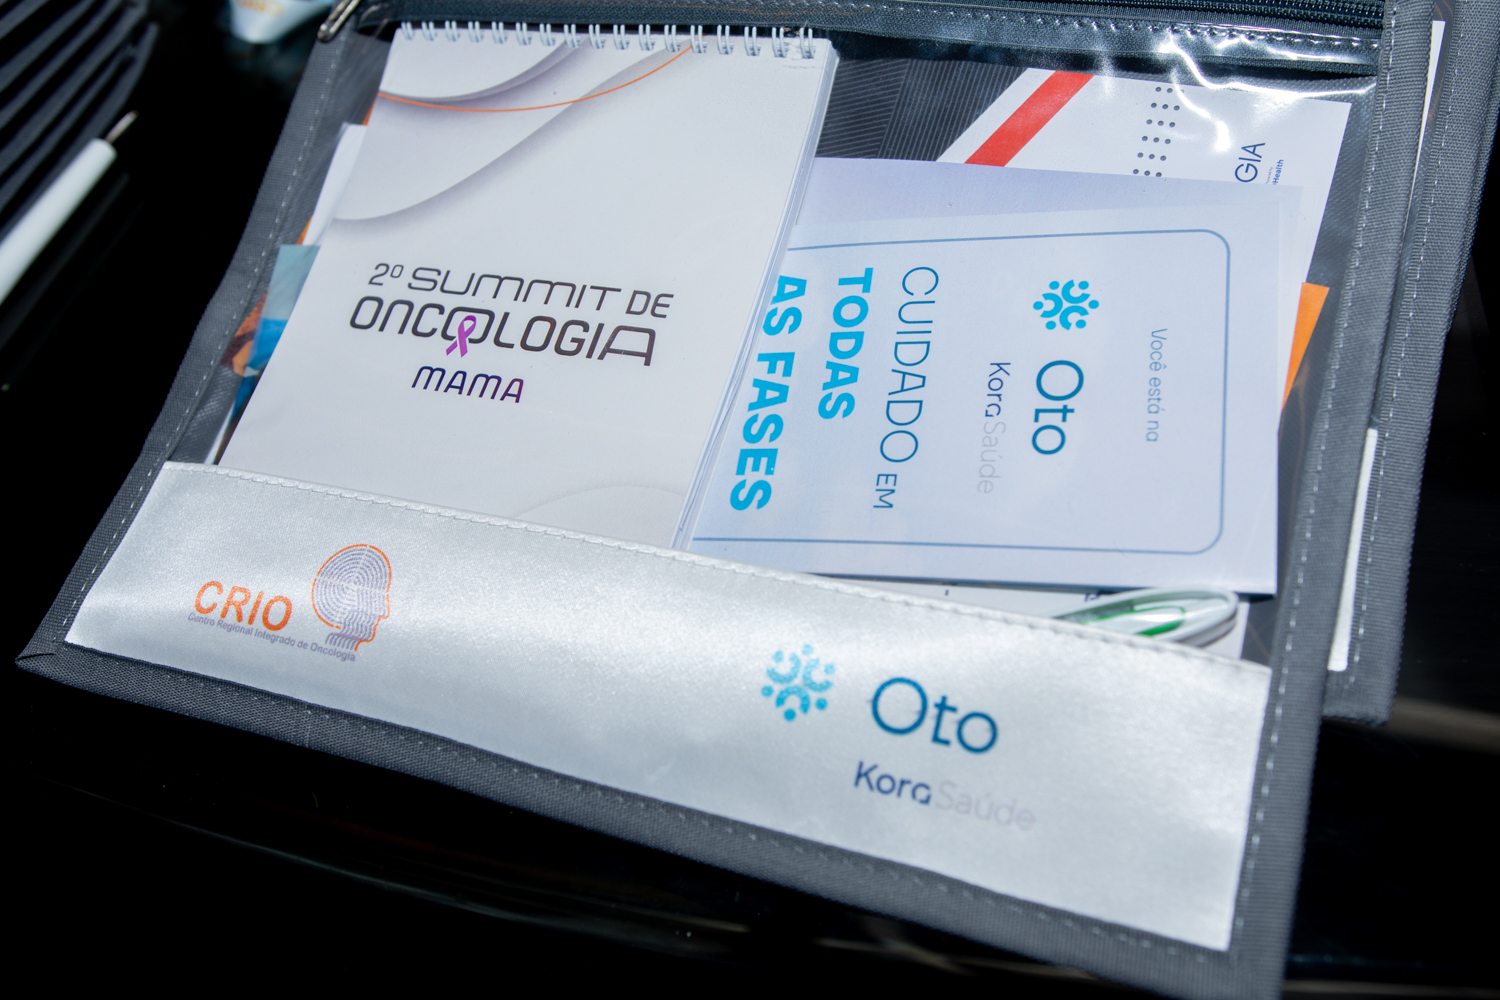 2º SUMMIT DE
ONCOLOGIA
MAMA
GIA
Health
Você está na
Oto
KoraSaúde
CUIDADO EM
TODAS
AS FASES
CRIO
Centro Regional Integrado de Oncologia
Oto
KoraSaúde